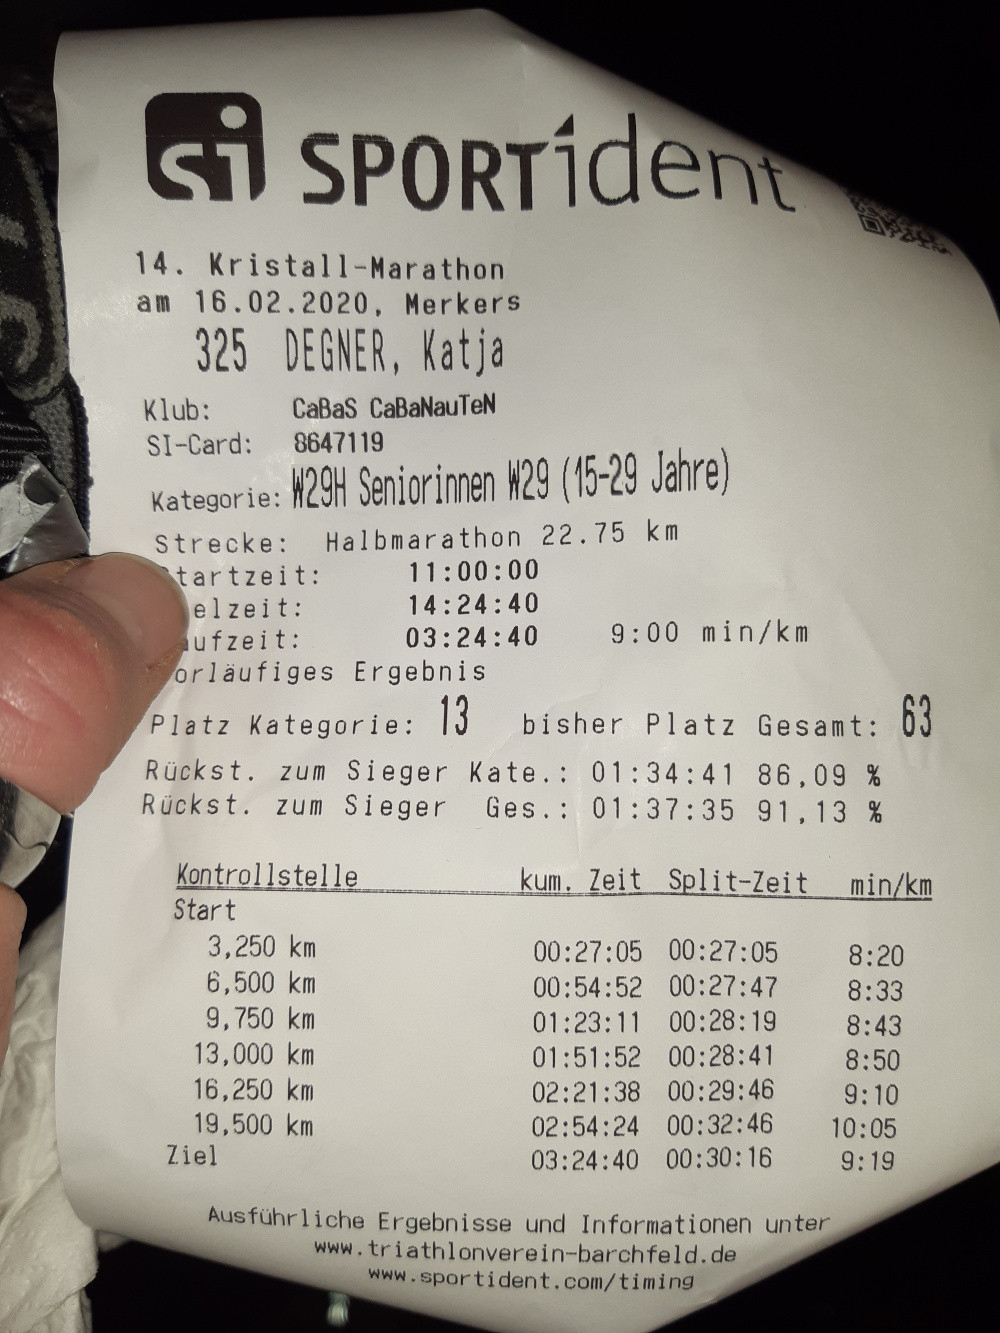 si SPORTident
14. Kristall-Marathon
am 16.02.2020, Merkers
325 DEGNER, Katja
Klub: CaBaS CaBaNauTeN
SI-Card: 8647119
Kategorie: W29H Seniorinnen W29 (15-29 Jahre)
Strecke: Halbmarathon 22.75 km
tartzeit: 11:00:00
elzeit: 14:24:40
aufzeit: 03:24:40 9:00 min/km
orläufiges Ergebnis
Platz Kategorie: 13 bisher Platz Gesamt: 63
Rückst. zum Sieger Kate.: 01:34:41 86,09 %
Rückst. zum Sieger Ges.: 01:37:35 91,13 %
Kontrollstelle kum. Zeit Split-Zeit min/km
Start
3,250 km 00:27:05 00:27:05 8:20
6,500 km 00:54:52 00:27:47 8:33
9,750 km 01:23:11 00:28:19 8:43
13,000 km 01:51:52 00:28:41 8:50
16,250 km 02:21:38 00:29:46 9:10
19,500 km 02:54:24 00:32:46 10:05
Ziel 03:24:40 00:30:16 9:19
Ausführliche Ergebnisse und Informationen unter
www.triathlonverein-barchfeld.de
www.sportident.com/timing